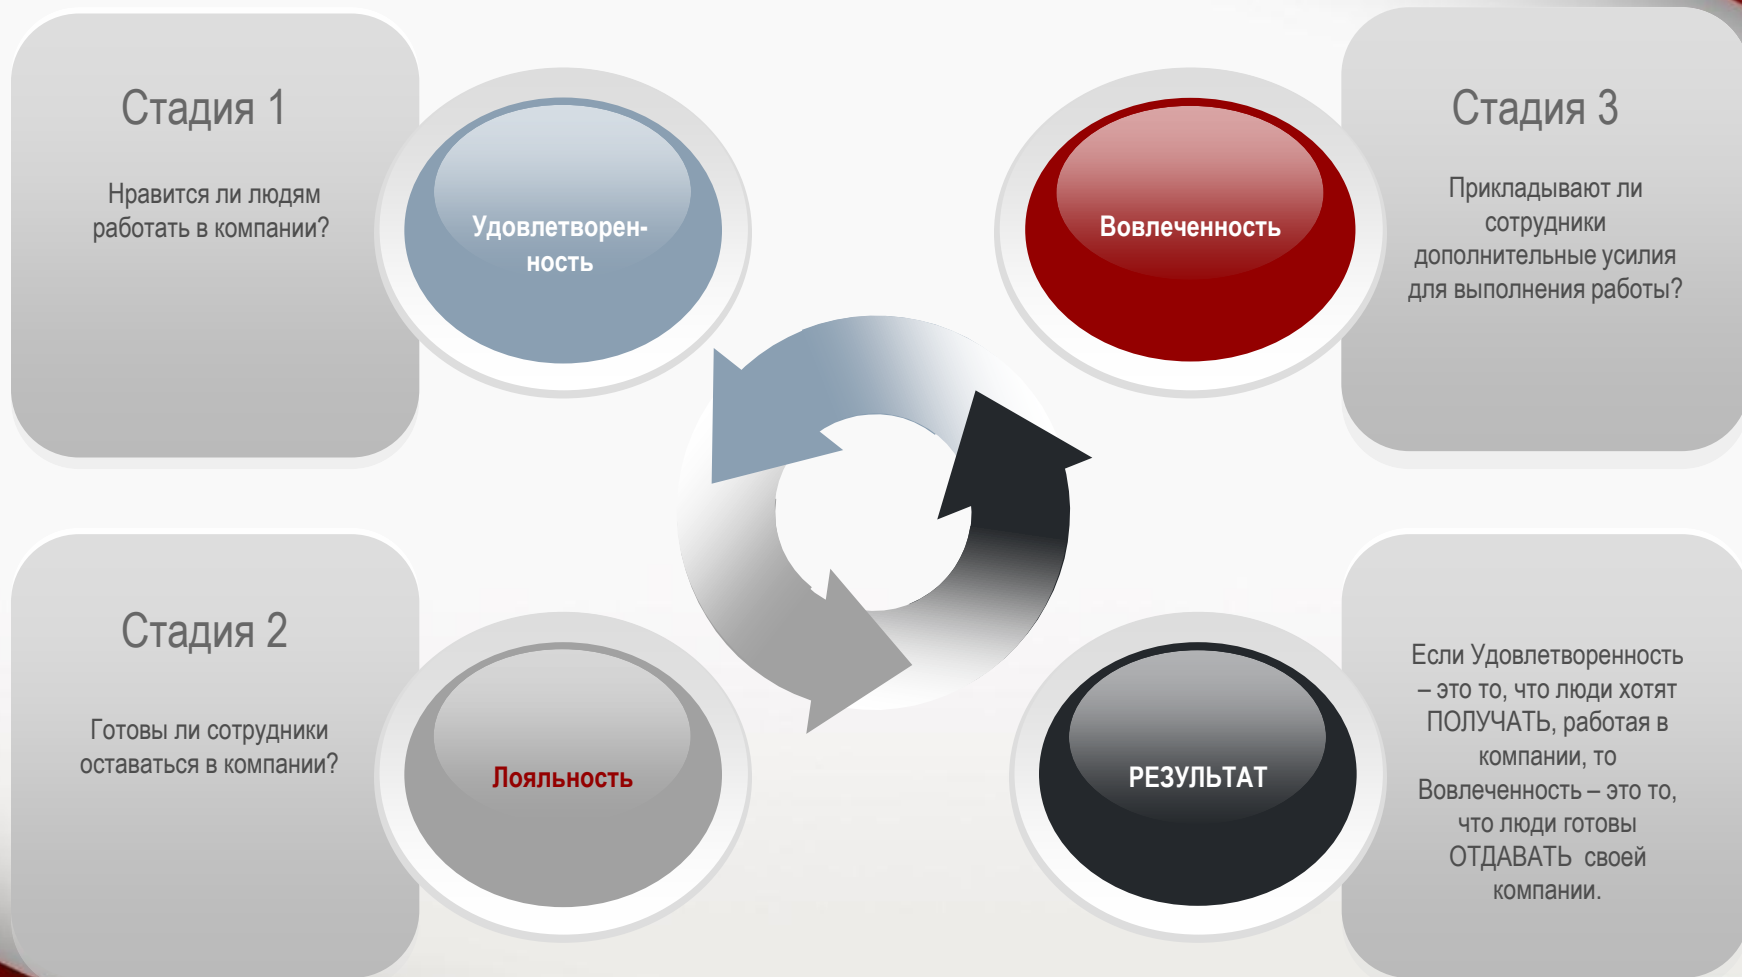 Стадия 1
Нравится ли людям
работать в компании?
Удовлетворен-
ность
Вовлеченность
Стадия 3
Прикладывают ли
сотрудники
дополнительные усилия
для выполнения работы?
Стадия 2
Готовы ли сотрудники
оставаться в компании?
Лояльность
РЕЗУЛЬТАТ
Если Удовлетворенность
– это то, что люди хотят
ПОЛУЧАТЬ, работая в
компании, то
Вовлеченность – это то,
что люди готовы
ОТДАВАТЬ  своей
компании.